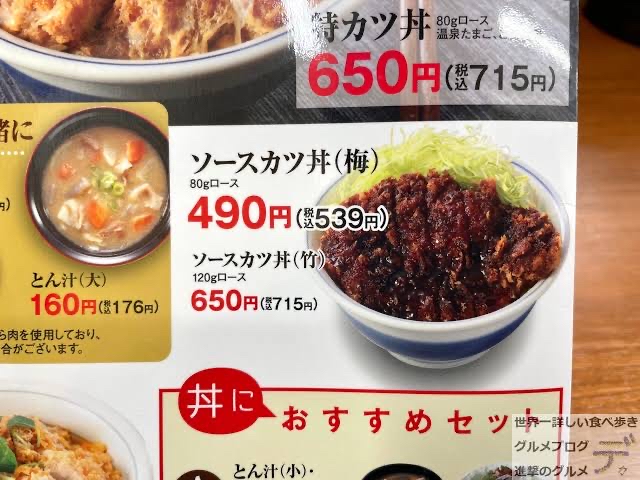 特カツ丼
80gロース
温泉たまご、
650円(税込715円)
緒に
ソースカツ丼(梅)
80gロース
490円(税込539円)
ソースカツ丼(竹)
120gロース
650円(税込715円)
円)
とん汁(大)
160円(税込176円)
ら肉を使用しており、
合がございます。
丼に
おすすめセット
とん汁(小)・
世界一詳しい食べ歩き
グルメブログ
進撃のグルメ
デゥ